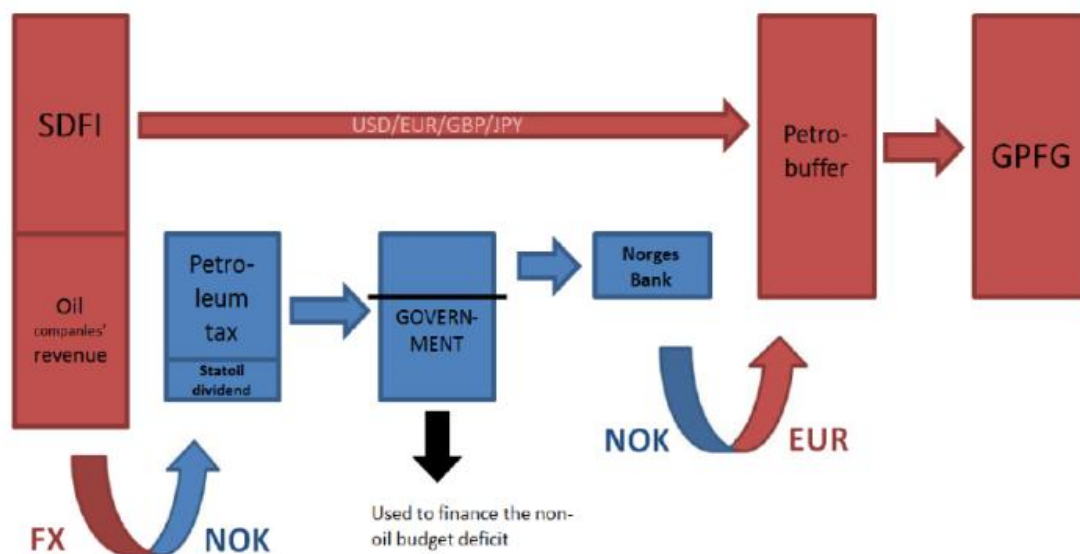 SDFI
USD/EUR/GBP/JPY
Petro-
buffer
GPFG
Oil
companies'
revenue
Petro-
leum
tax
Statoil
dividend
GOVERN-
MENT
Norges
Bank
FX
NOK
NOK
EUR
Used to finance the non-
oil budget deficit